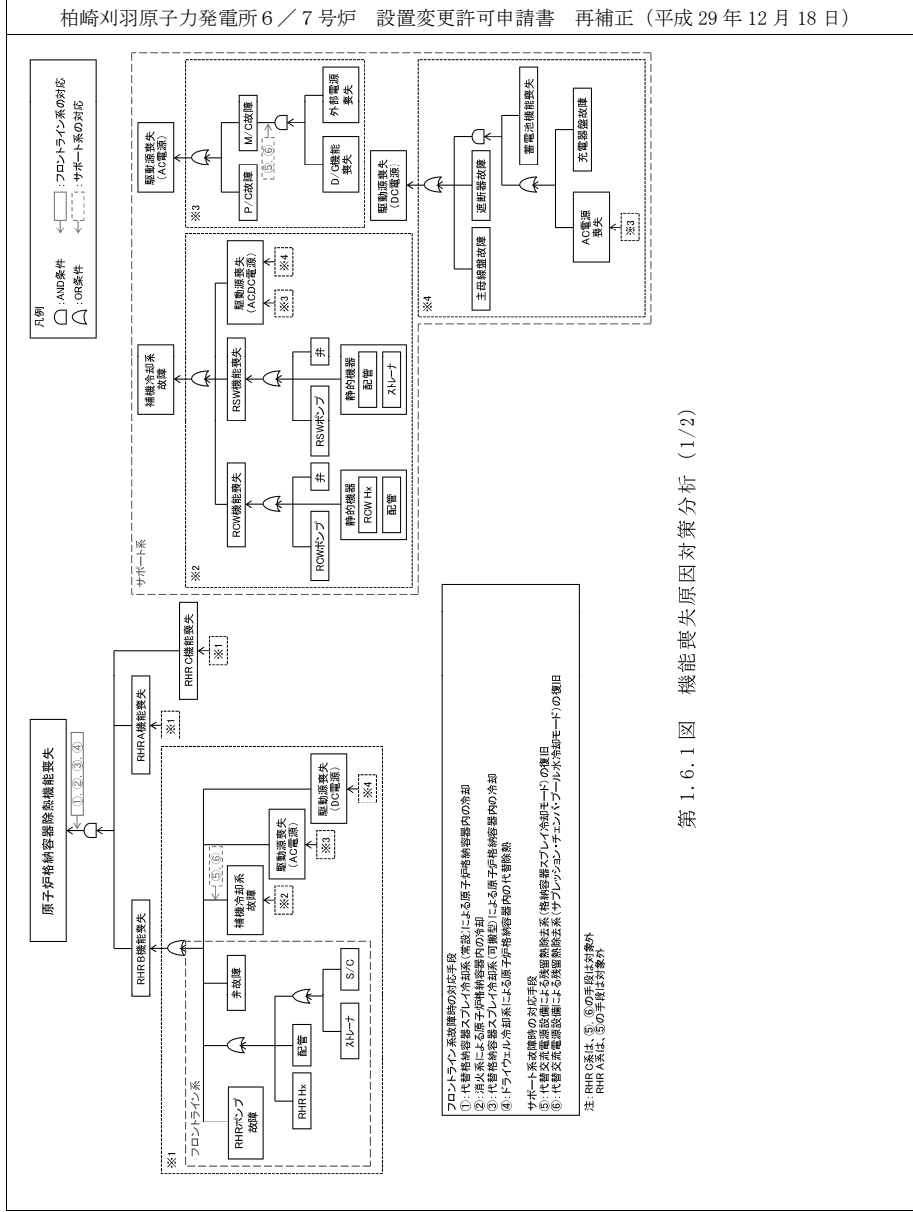 柏崎刈羽原子力発電所６／７号炉　設置変更許可申請書　再補正（平成 29 年 12 月 18 日）
凡例
：AND条件
：OR条件
：フロントライン系の対応
：サポート系の対応
原子炉格納容器除熱機能喪失
①，②，③，④
RHR B機能喪失
RHR A機能喪失
※1
RHR C機能喪失
※1
※1
フロントライン系
RHRポンプ
故障
弁故障
RHR Hx
配管
ストレーナ
S/C
⑤，⑥
補機冷却系
故障
※2
駆動源喪失
（AC電源）
※3
駆動源喪失
（DC電源）
※4
サポート系
補機冷却系
故障
※2
RCW機能喪失
RCWポンプ
弁
静的機器
RCW Hx
配管
RSW機能喪失
RSWポンプ
弁
静的機器
配管
ストレーナ
駆動源喪失
（ACDC電源）
※3
※4
駆動源喪失
（AC電源）
※3
P/C故障
M/C故障
⑤，⑥
D/G機能
喪失
外部電源
喪失
駆動源喪失
（DC電源）
※4
主母線盤故障
遮断器故障
蓄電池機能喪失
AC電源
喪失
※3
充電器盤故障
フロントライン系故障時の対応手段
①：代替格納容器スプレイ冷却系（常設）による原子炉格納容器内の冷却
②：消火系による原子炉格納容器内の冷却
③：代替格納容器スプレイ冷却系（可搬型）による原子炉格納容器内の冷却
④：ドライウェル冷却系による原子炉格納容器内の代替除熱
サポート系故障時の対応手段
⑤：代替交流電源設備による残留熱除去系（格納容器スプレイ冷却モード）の復旧
⑥：代替交流電源設備による残留熱除去系（サプレッション・チェンバ・プール水冷却モード）の復旧
注：RHR C系は、⑤，⑥の手段は対象外
RHR A系は、⑤の手段は対象外
第 1.6.1 図　機能喪失原因対策分析（1/2）